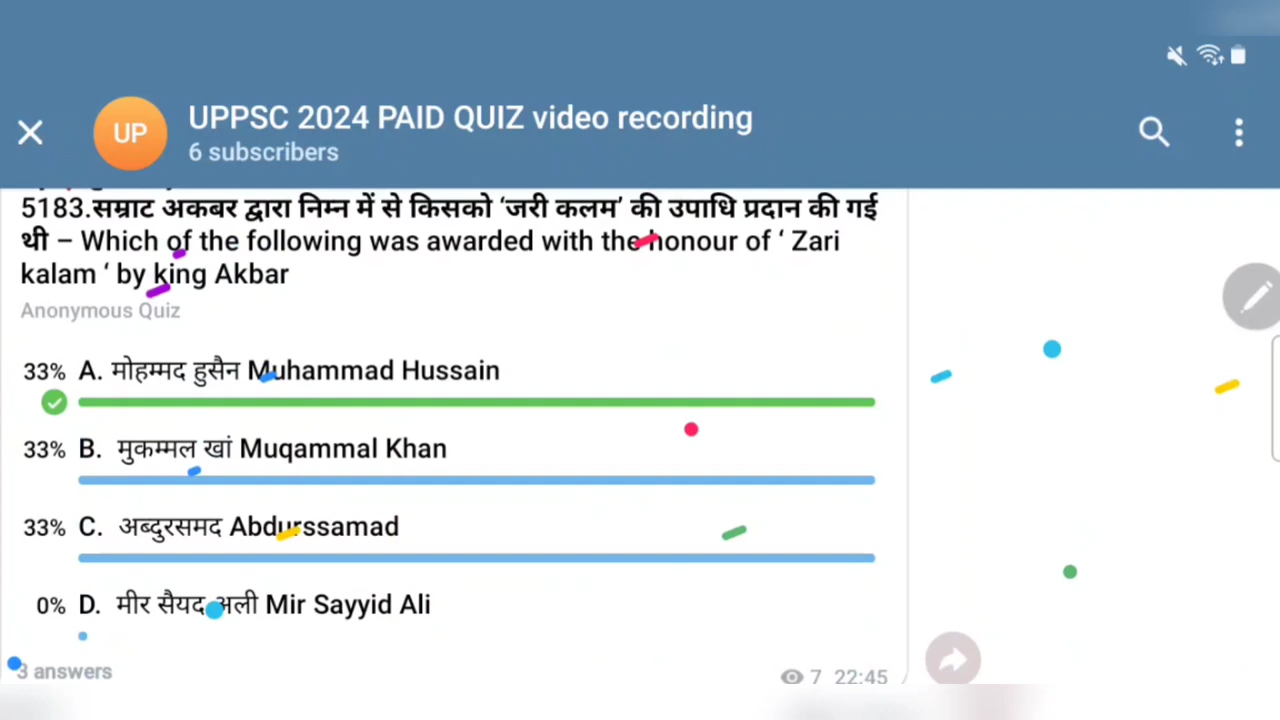 UP
UPPSC 2024 PAID QUIZ video recording
6 subscribers
5183.सम्राट अकबर द्वारा निम्न में से किसको ‘जरी कलम’ की उपाधि प्रदान की गई
थी – Which of the following was awarded with the honour of ‘ Zari
kalam ‘ by king Akbar
Anonymous Quiz
33% A. मोहम्मद हुसैन Muhammad Hussain
33% B. मुकम्मल खां Muqammal Khan
33% C. अब्दुरसमद Abdurssamad
0% D. मीर सैयद अली Mir Sayyid Ali
3 answers
7 22:45